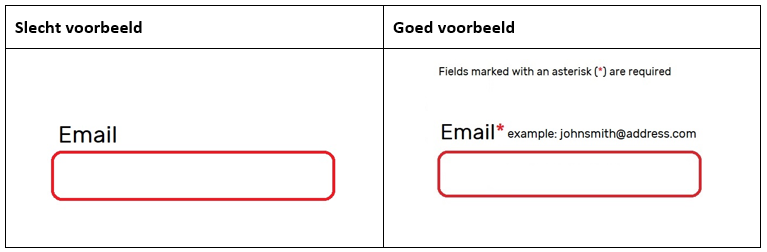 Slecht voorbeeld
Goed voorbeeld
Email
Fields marked with an asterisk (*) are required
Email* example: johnsmith@address.com